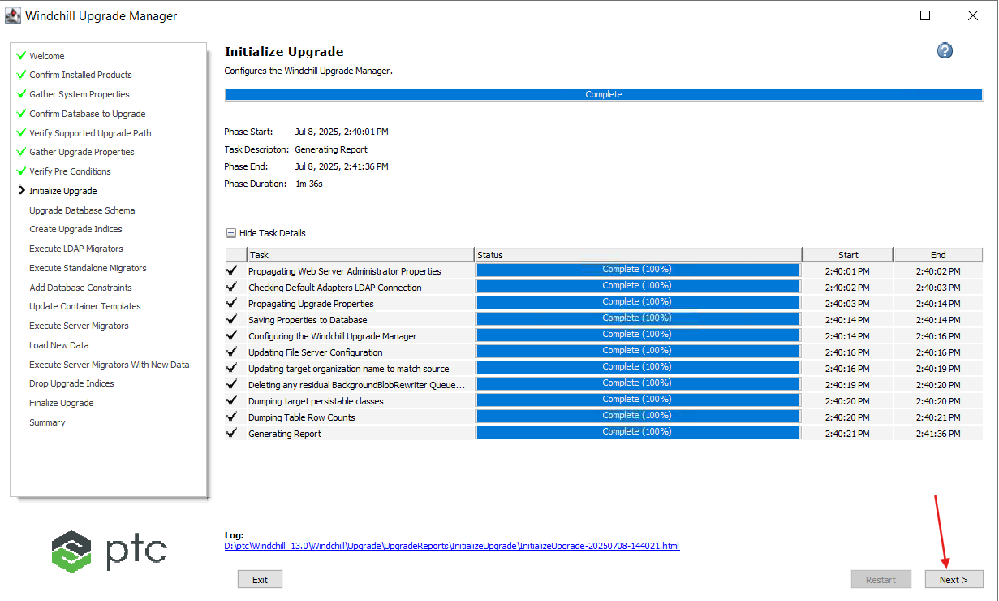 Windchill Upgrade Manager
Welcome
Confirm Installed Products
Gather System Properties
Confirm Database to Upgrade
Verify Supported Upgrade Path
Gather Upgrade Properties
Verify Pre Conditions
Initialize Upgrade
Upgrade Database Schema
Create Upgrade Indices
Execute LDAP Migrators
Execute Standalone Migrators
Add Database Constraints
Update Container Templates
Execute Server Migrators
Load New Data
Execute Server Migrators With New Data
Drop Upgrade Indices
Finalize Upgrade
Summary
ptc
Initialize Upgrade
?
Configures the Windchill Upgrade Manager.
Complete
Phase Start: Jul 8, 2025, 2:40:01 PM
Task Descripton: Generating Report
Phase End: Jul 8, 2025, 2:41:36 PM
Phase Duration: 1m 36s
Hide Task Details
Task Status Start End
Propagating Web Server Administrator Properties Complete (100%) 2:40:01 PM 2:40:02 PM
Checking Default Adapters LDAP Connection Complete (100%) 2:40:02 PM 2:40:03 PM
Propagating Upgrade Properties Complete (100%) 2:40:03 PM 2:40:14 PM
Saving Properties to Database Complete (100%) 2:40:14 PM 2:40:14 PM
Configuring the Windchill Upgrade Manager Complete (100%) 2:40:14 PM 2:40:16 PM
Updating File Server Configuration Complete (100%) 2:40:16 PM 2:40:16 PM
Updating target organization name to match source Complete (100%) 2:40:16 PM 2:40:19 PM
Deleting any residual BackgroundBlobRewriter Queue... Complete (100%) 2:40:19 PM 2:40:20 PM
Dumping target persistable classes Complete (100%) 2:40:20 PM 2:40:20 PM
Dumping Table Row Counts Complete (100%) 2:40:20 PM 2:40:21 PM
Generating Report Complete (100%) 2:40:21 PM 2:41:36 PM
Log:
D:\ptc\Windchill_13.0\Windchill\Upgrade\UpgradeReports\InitializeUpgrade\InitializeUpgrade-20250708-144021.html
Exit Restart Next >